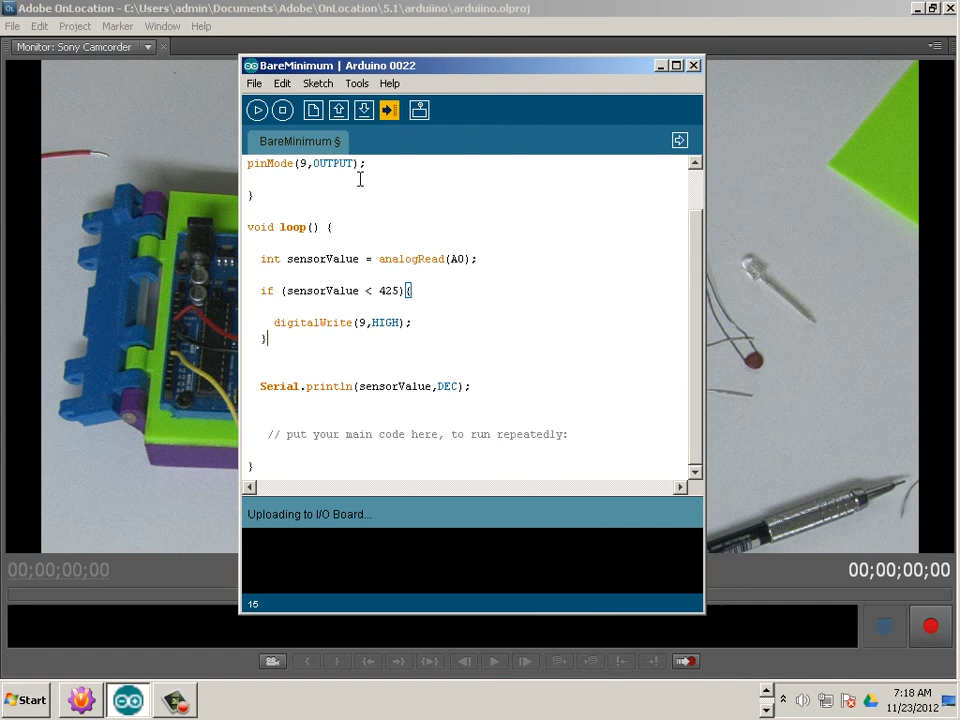 Adobe OnLocation - C:\Users\admin\Documents\Adobe\OnLocation\5.1\arduiino\arduiino.olproj
File Edit Project Marker Window Help
Monitor: Sony Camcorder
BareMinimum | Arduino 0022
File Edit Sketch Tools Help
BareMinimum §
pinMode(9,OUTPUT);
}
void loop() {
int sensorValue = analogRead(A0);
if (sensorValue < 425){
digitalWrite(9,HIGH);
}
Serial.println(sensorValue,DEC);
// put your main code here, to run repeatedly:
}
Uploading to I/O Board...
00;00;00;00
00;00;00;00
15
Start
7:18 AM
11/23/2012